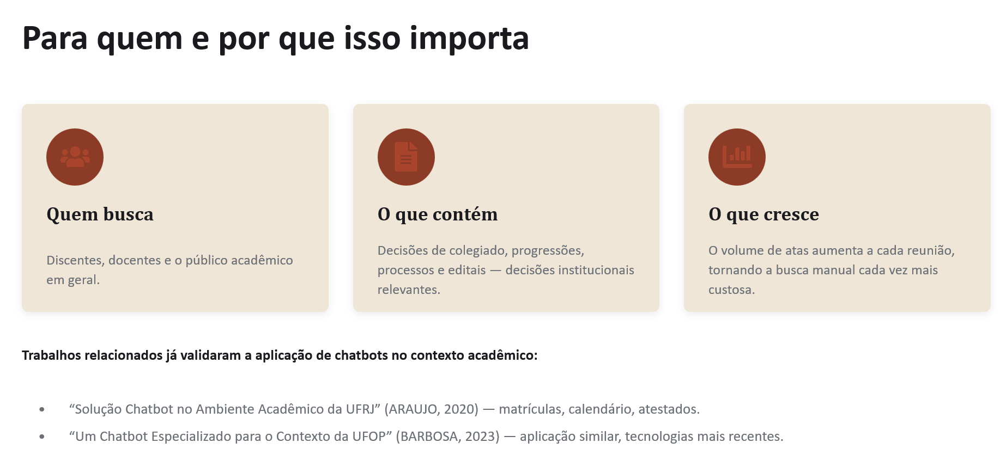 Para quem e por que isso importa
Quem busca
Discentes, docentes e o público acadêmico
em geral.
O que contém
Decisões de colegiado, progressões,
processos e editais — decisões institucionais
relevantes.
O que cresce
O volume de atas aumenta a cada reunião,
tornando a busca manual cada vez mais
custosa.
Trabalhos relacionados já validaram a aplicação de chatbots no contexto acadêmico:
• “Solução Chatbot no Ambiente Acadêmico da UFRJ” (ARAUJO, 2020) — matrículas, calendário, atestados.
• “Um Chatbot Especializado para o Contexto da UFOP” (BARBOSA, 2023) — aplicação similar, tecnologias mais recentes.